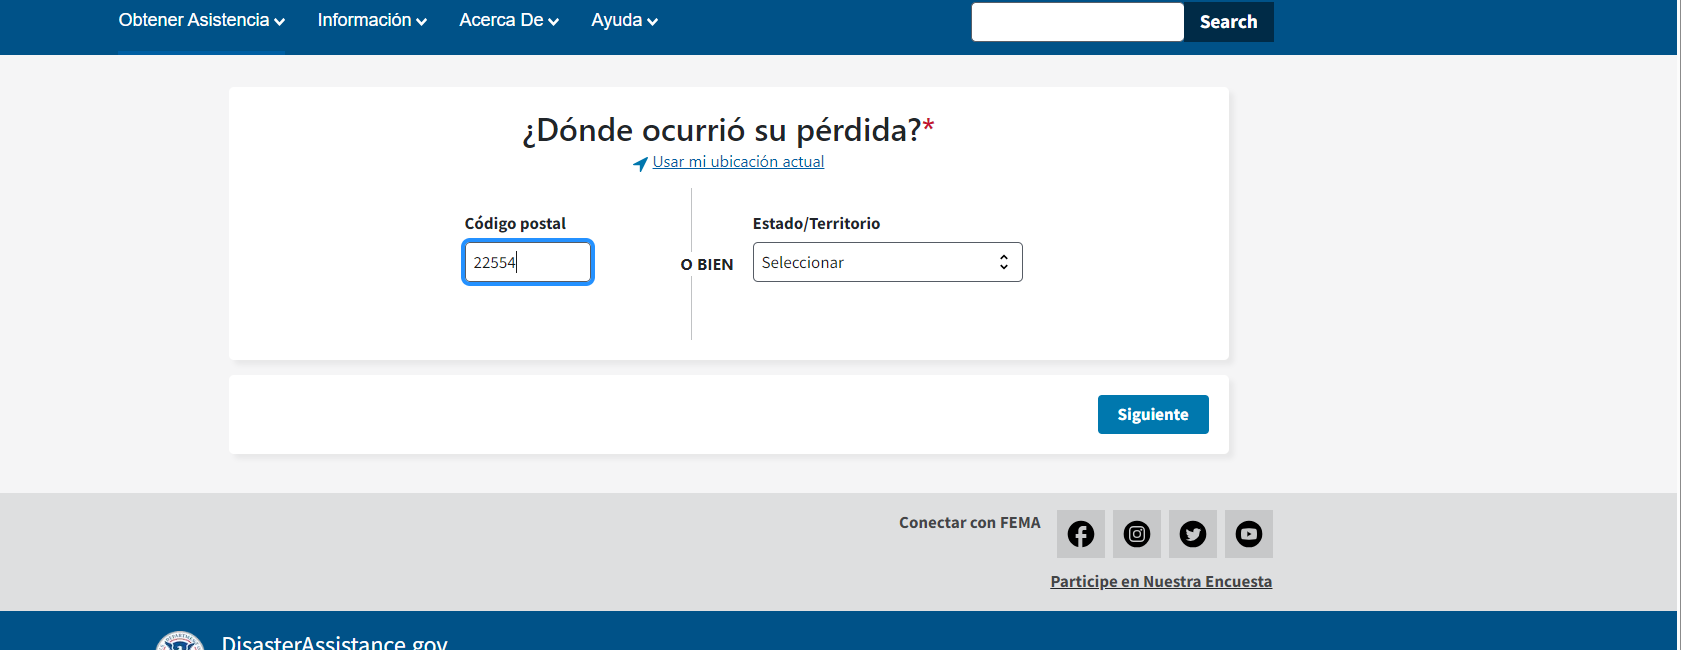 Obtener Asistencia Información Acerca De Ayuda Search
¿Dónde ocurrió su pérdida?*
Usar mi ubicación actual
Código postal
22554
O BIEN
Estado/Territorio
Seleccionar
Siguiente
Conectar con FEMA
Participe en Nuestra Encuesta
DisasterAssistance.gov